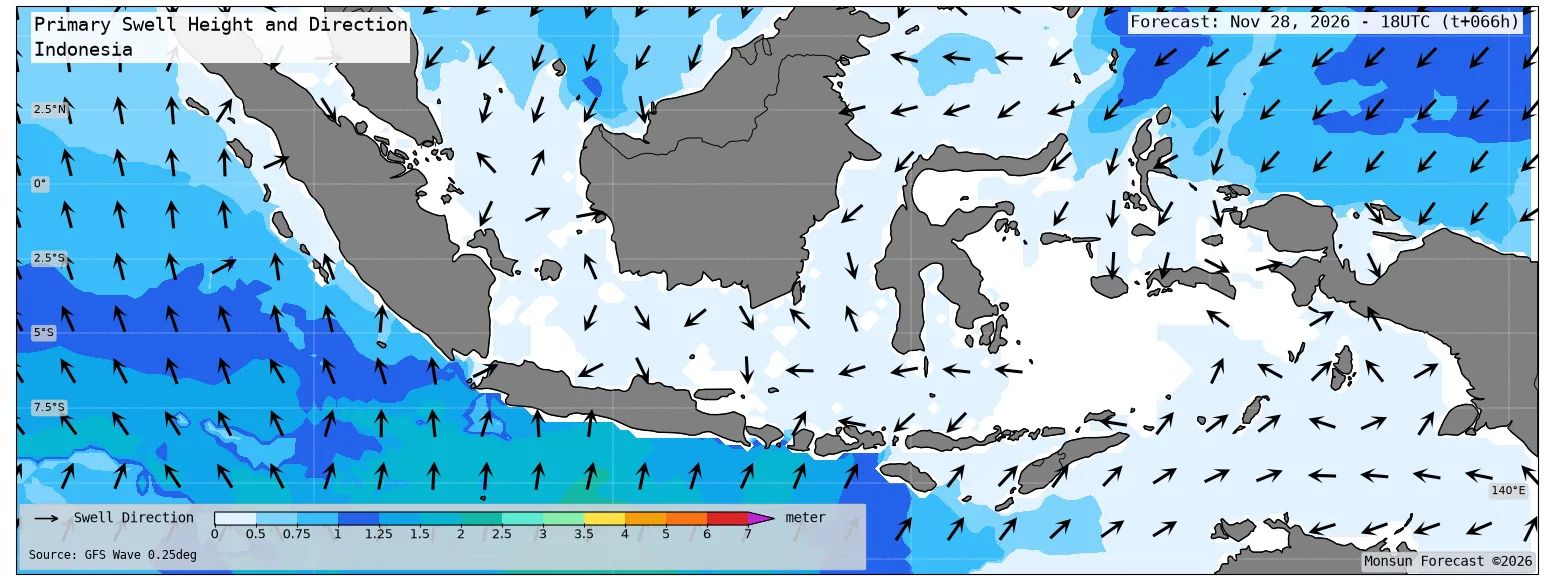 Primary Swell Height and Direction
Indonesia
Forecast: Nov 28, 2026 - 18UTC (t+066h)
2.5°N
0°
2.5°S
5°S
7.5°S
140°E
Swell Direction
meter
0 0.5 0.75 1 1.25 1.5 2 2.5 3 3.5 4 5 6 7
Source: GFS Wave 0.25deg
Monsun Forecast ©2026